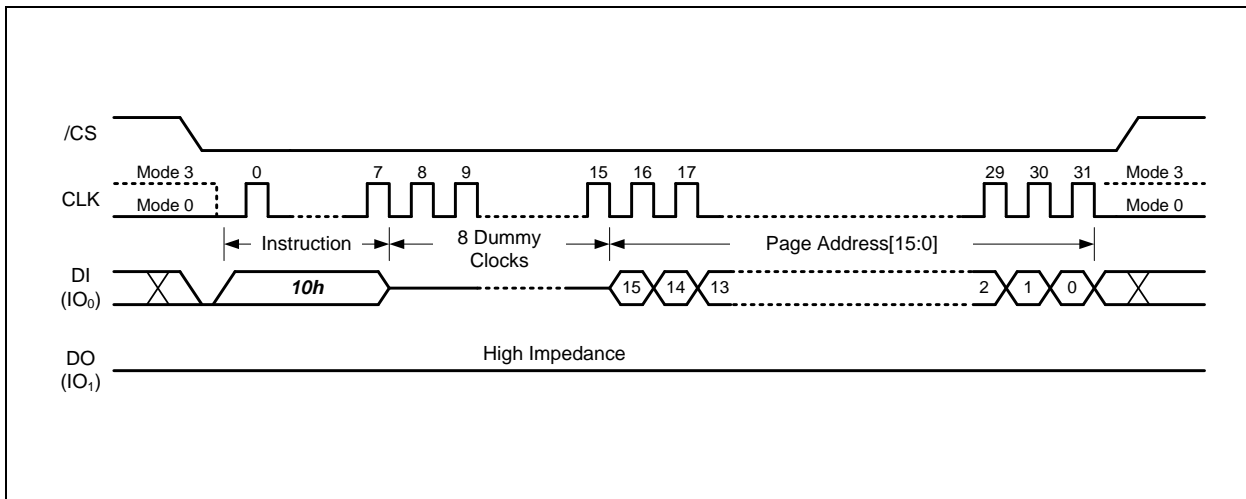 /CS
Mode 3 0 7 8 9 15 16 17 29 30 31 Mode 3
CLK
Mode 0 Mode 0
Instruction 8 Dummy Clocks Page Address[15:0]
DI (IO0) 10h 15 14 13 2 1 0
High Impedance
DO (IO1)